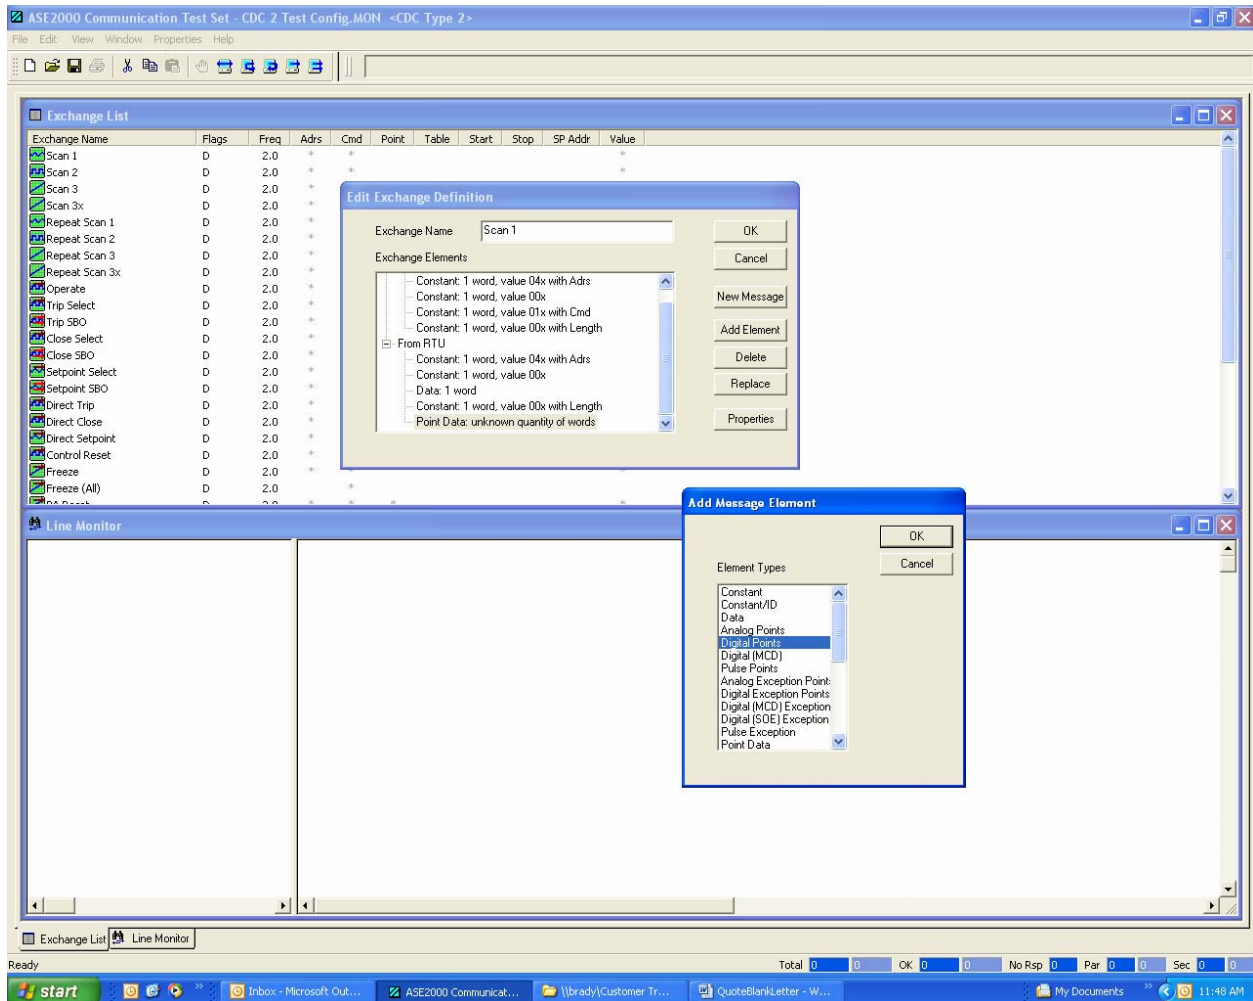 ASE2000 Communication Test Set - CDC 2 Test Config.MON <CDC Type 2>
File Edit View Window Properties Help
Exchange List
Exchange Name Flags Freq Adrs Cmd Point Table Start Stop SP Addr Value
Scan 1 D 2.0 * * *
Scan 2 D 2.0 * * *
Scan 3 D 2.0 *
Scan 3x D 2.0 *
Repeat Scan 1 D 2.0 *
Repeat Scan 2 D 2.0 *
Repeat Scan 3 D 2.0 *
Repeat Scan 3x D 2.0 *
Operate D 2.0 *
Trip Select D 2.0 *
Trip SBO D 2.0 *
Close Select D 2.0 *
Close SBO D 2.0 *
Setpoint Select D 2.0 *
Setpoint SBO D 2.0 *
Direct Trip D 2.0 *
Direct Close D 2.0 *
Direct Setpoint D 2.0 *
Control Reset D 2.0 *
Freeze D 2.0 * * *
Freeze (All) D 2.0 *
Edit Exchange Definition
Exchange Name Scan 1
OK
Exchange Elements
Cancel
Constant: 1 word, value 04x with Adrs
Constant: 1 word, value 00x
New Message
Constant: 1 word, value 01x with Cmd
Constant: 1 word, value 00x with Length
Add Element
From RTU
Constant: 1 word, value 04x with Adrs
Delete
Constant: 1 word, value 00x
Data: 1 word
Replace
Constant: 1 word, value 00x with Length
Point Data: unknown quantity of words
Properties
Add Message Element
OK
Cancel
Element Types
Constant
Constant/ID
Data
Analog Points
Digital Points
Digital (MCD)
Pulse Points
Analog Exception Point
Digital Exception Points
Digital (MCD) Exception
Digital (SOE) Exception
Pulse Exception
Point Data
Line Monitor
Exchange List Line Monitor
Ready Total 0 0 OK 0 0 No Rsp 0 Par 0 0 Sec 0 0
start Inbox - Microsoft Out... ASE2000 Communicat... \\brady\Customer Tr... QuoteBlankLetter - W... My Documents 11:48 AM